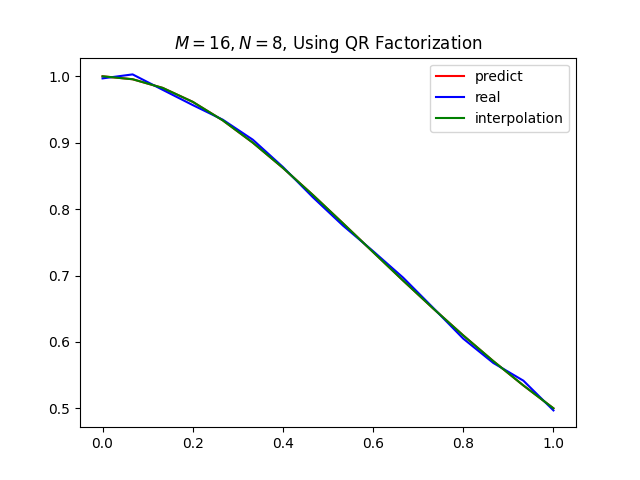 M = 16, N = 8, Using QR Factorization
predict
real
interpolation
1.0
0.9
0.8
0.7
0.6
0.5
0.0 0.2 0.4 0.6 0.8 1.0